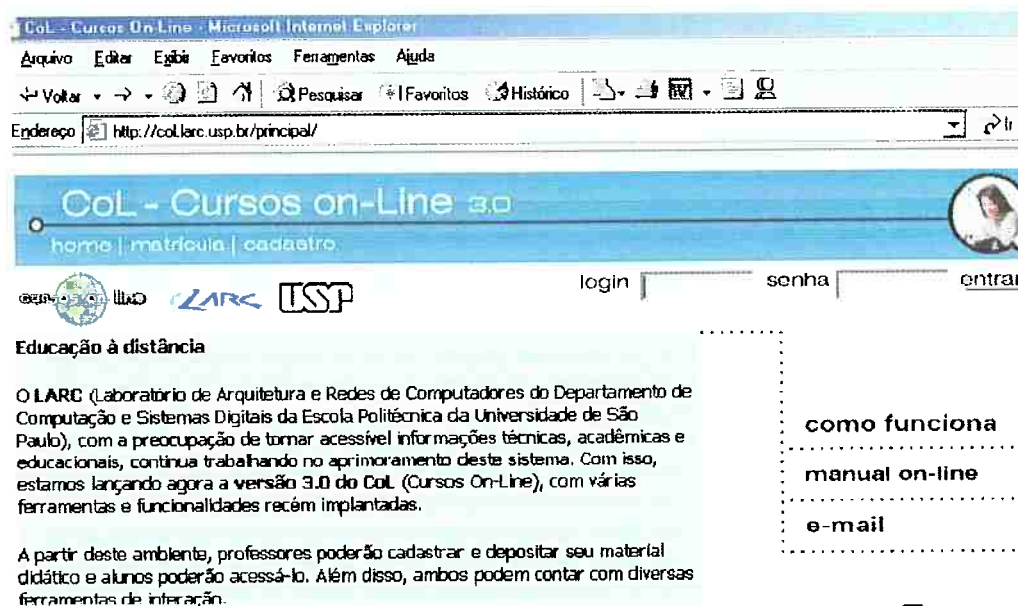 CoL - Cursos On-Line - Microsoft Internet Explorer
Arquivo Editar Exibir Favoritos Ferramentas Ajuda
Voltar Pesquisar Favoritos Histórico
Endereço http://col.larc.usp.br/principal/ Ir
CoL - Cursos on-Line 3.0
home | matrícula | cadastro
login senha entrar
LARC USP
Educação à distância
O LARC (Laboratório de Arquitetura e Redes de Computadores do Departamento de
Computação e Sistemas Digitais da Escola Politécnica da Universidade de São
Paulo), com a preocupação de tornar acessível informações técnicas, acadêmicas e
educacionais, continua trabalhando no aprimoramento deste sistema. Com isso,
estamos lançando agora a versão 3.0 do CoL (Cursos On-Line), com várias
ferramentas e funcionalidades recém implantadas.
A partir deste ambiente, professores poderão cadastrar e depositar seu material
didático e alunos poderão acessá-lo. Além disso, ambos podem contar com diversas
ferramentas de interação.
como funciona
manual on-line
e-mail